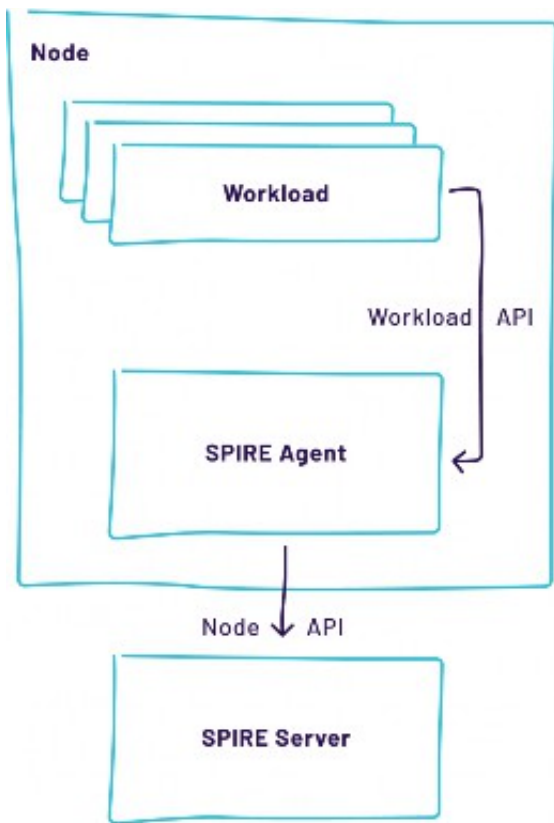 Node
Workload
Workload API
SPIRE Agent
Node API
SPIRE Server